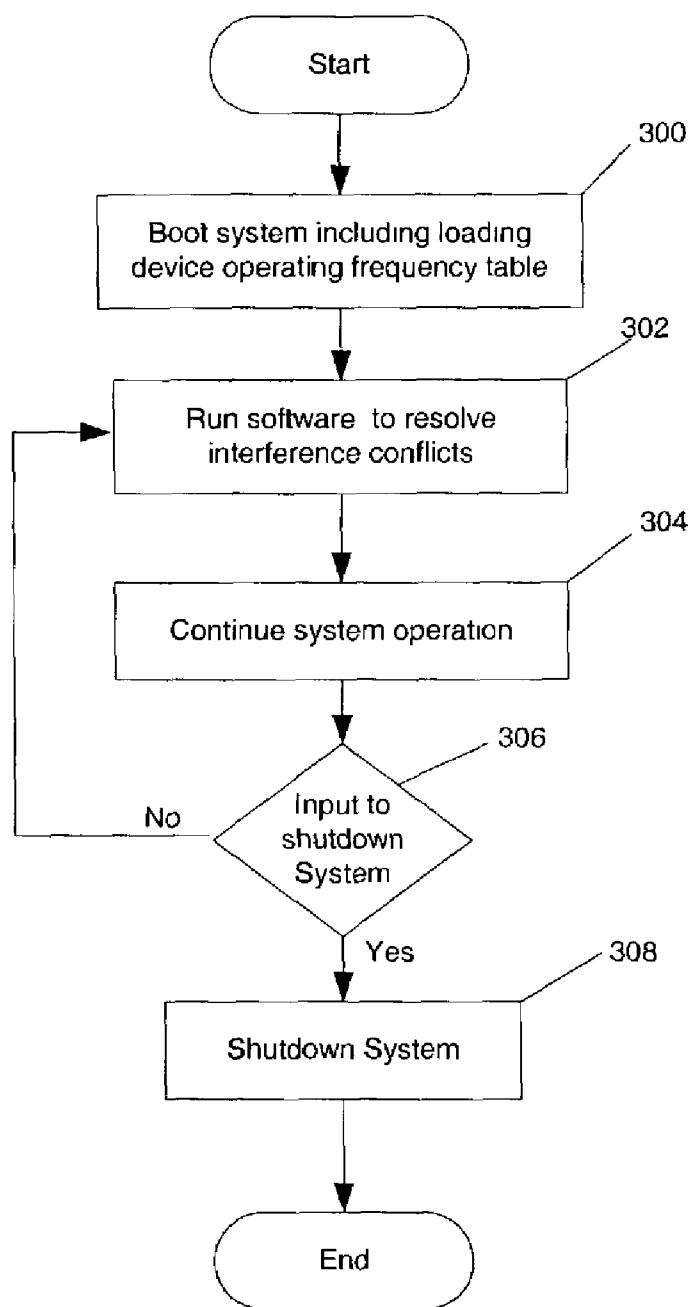 Start
300
Boot system including loading
device operating frequency table
302
Run software to resolve
interference conflicts
304
Continue system operation
306
Input to
shutdown
System
No
Yes
308
Shutdown System
End